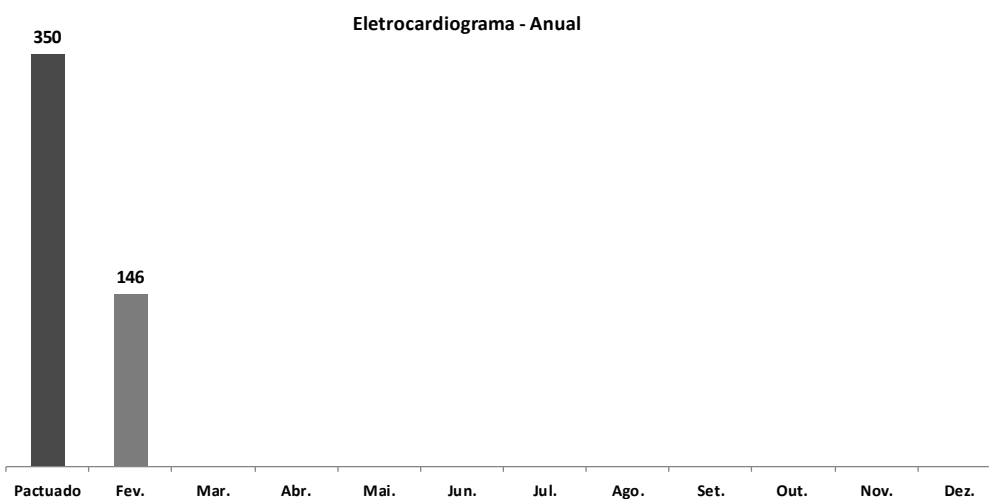 Eletrocardiograma - Anual
350
146
Pactuado Fev. Mar. Abr. Mai. Jun. Jul. Ago. Set. Out. Nov. Dez.